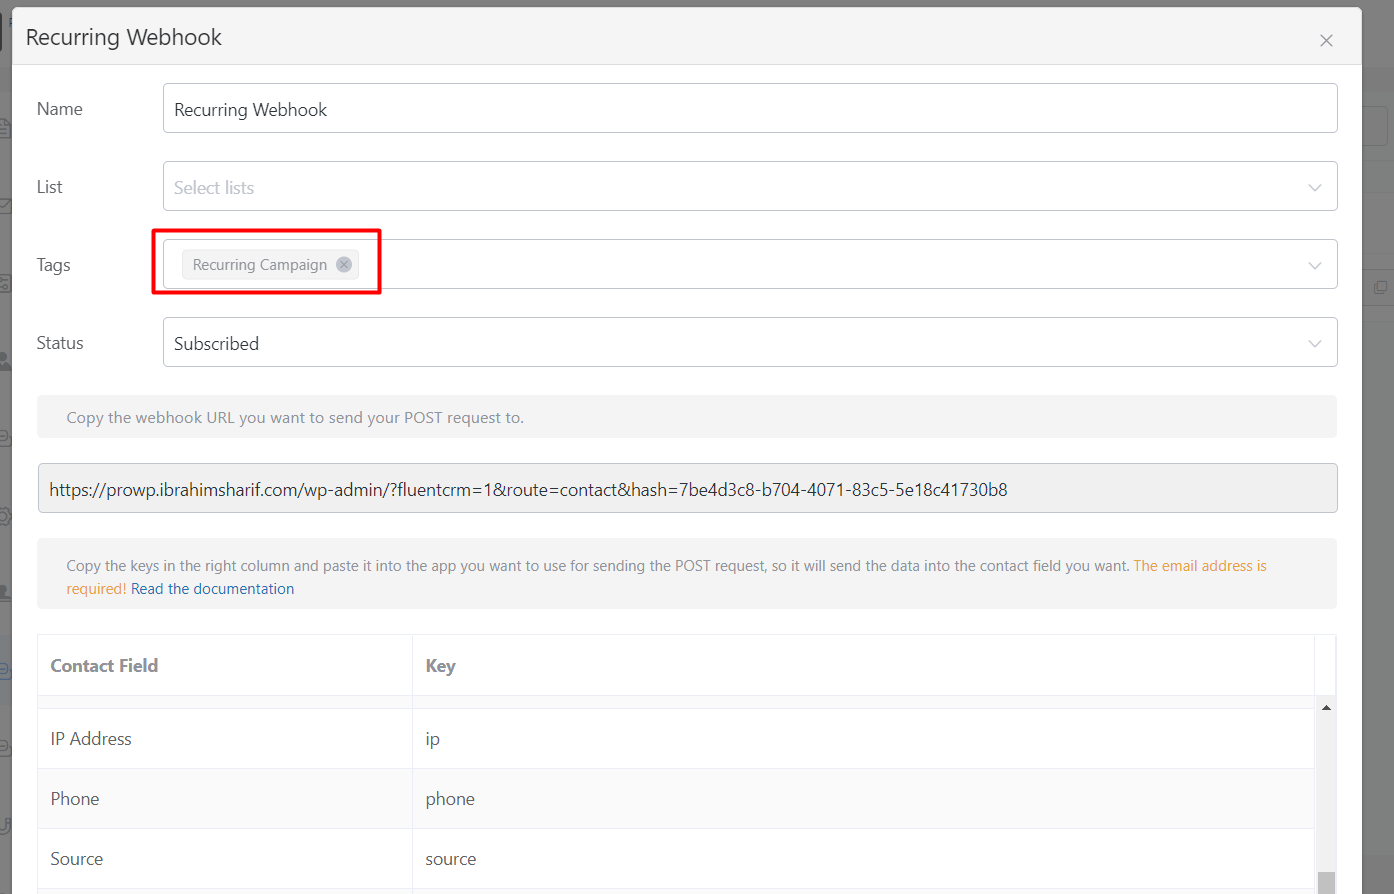 Recurring Webhook
Name
Recurring Webhook
List
Select lists
Tags
Recurring Campaign
Status
Subscribed
Copy the webhook URL you want to send your POST request to.
https://prowp.ibrahimsharif.com/wp-admin/?fluentcrm=1&route=contact&hash=7be4d3c8-b704-4071-83c5-5e18c41730b8
Copy the keys in the right column and paste it into the app you want to use for sending the POST request, so it will send the data into the contact field you want. The email address is
required! Read the documentation
Contact Field Key
IP Address ip
Phone phone
Source source